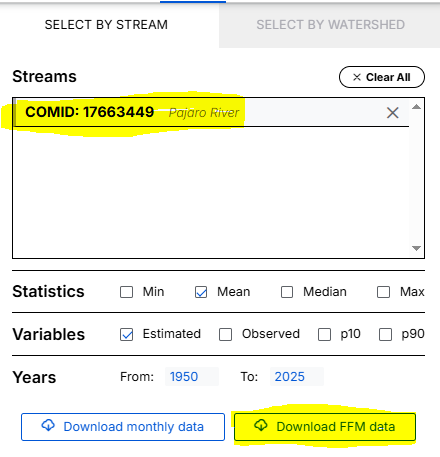 SELECT BY STREAM SELECT BY WATERSHED
Streams Clear All
COMID: 17663449 Pajaro River
Statistics Min Mean Median Max
Variables Estimated Observed p10 p90
Years From: 1950 To: 2025
Download monthly data Download FFM data